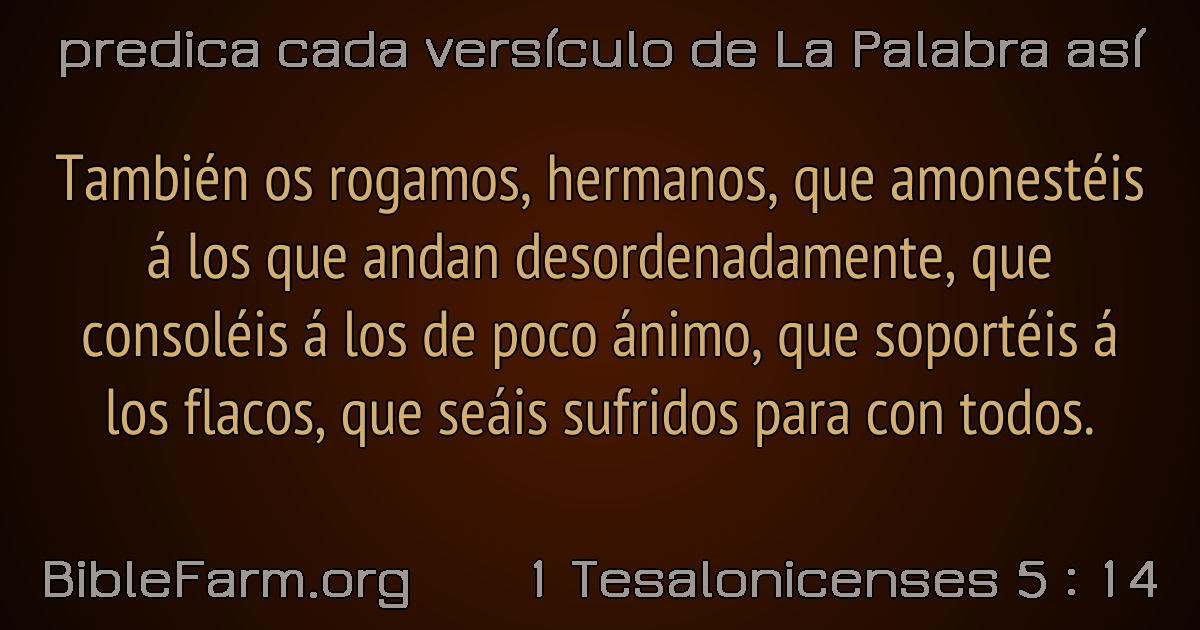 predica cada versículo de La Palabra así
También os rogamos, hermanos, que amonestéis
á los que andan desordenadamente, que
consoléis á los de poco ánimo, que soportéis á
los flacos, que seáis sufridos para con todos.
BibleFarm.org 1 Tesalonicenses 5 : 14